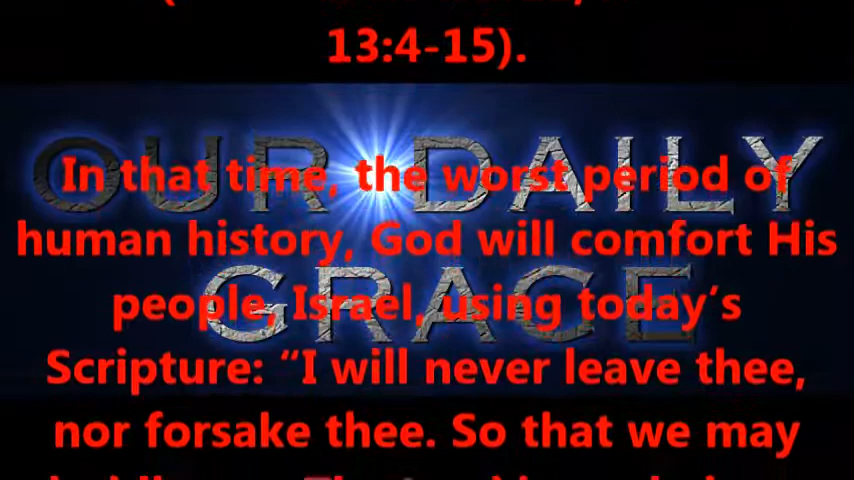 13:4-15).
OUR DAILY
GRACE
In that time, the worst period of
human history, God will comfort His
people, Israel, using today's
Scripture: “I will never leave thee,
nor forsake thee. So that we may